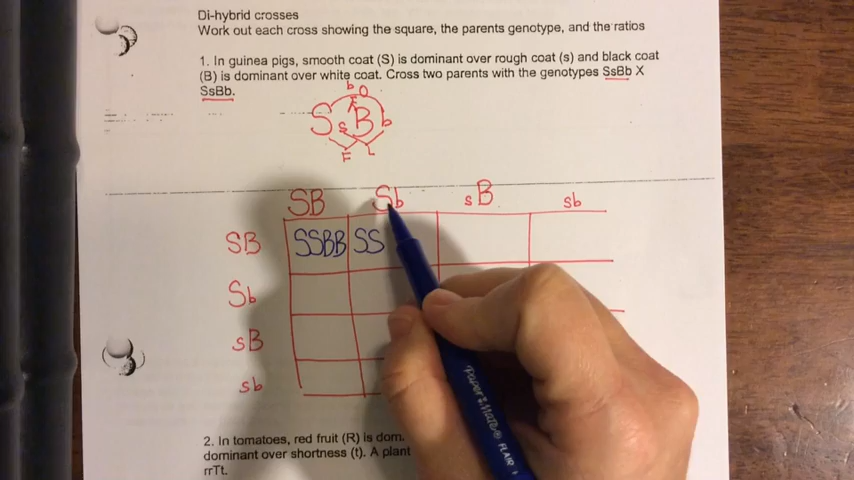 Di-hybrid crosses
Work out each cross showing the square, the parents genotype, and the ratios
1. In guinea pigs, smooth coat (S) is dominant over rough coat (s) and black coat
(B) is dominant over white coat. Cross two parents with the genotypes SsBb X
SsBb.
b O
F
S s B b
F L
SB Sb sB sb
SB SSBB SS
Sb
sB
sb
2. In tomatoes, red fruit (R) is dom.
dominant over shortness (t). A plant
rrTt.
Paper Mate® FLAIR